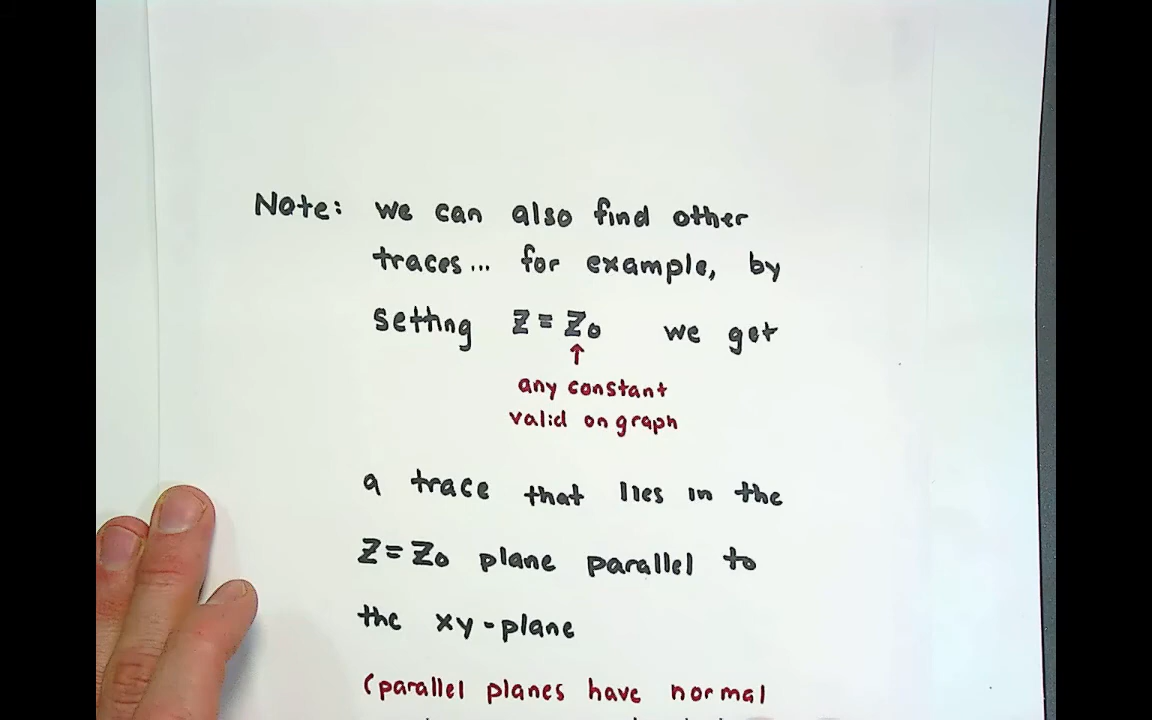 Note: we can also find other
traces... for example, by
setting z = z₀ we get
↑
any constant
valid on graph
a trace that lies in the
z = z₀ plane parallel to
the xy-plane
(parallel planes have normal